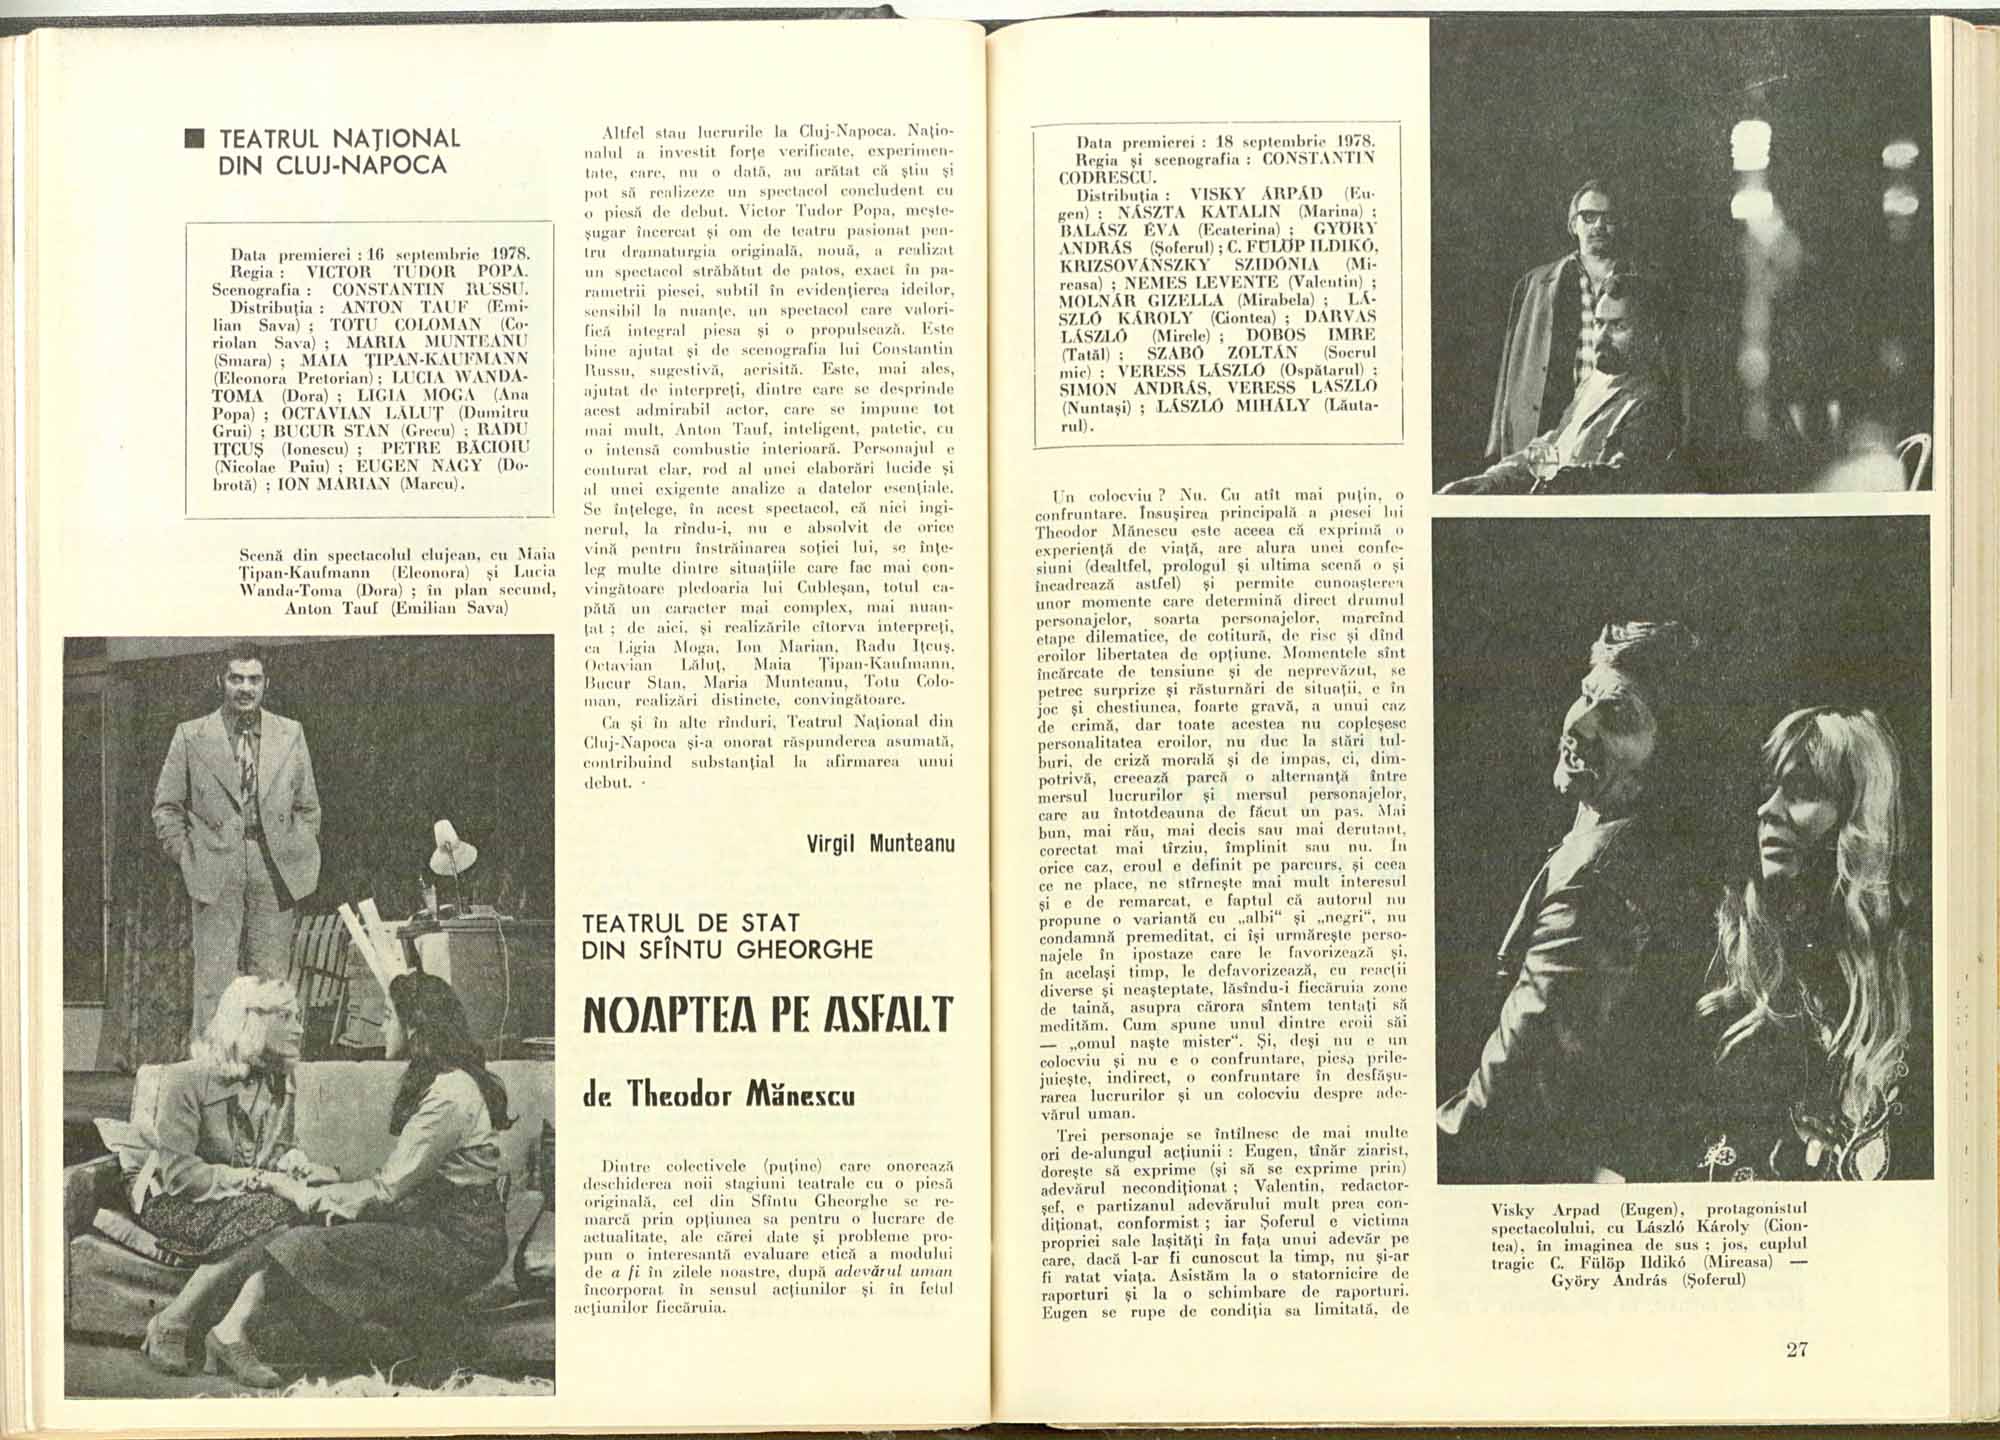 TEATRUL NAȚIONAL
DIN CLUJ-NAPOCA
Data premierei : 16 septembrie 1978.
Regia : VICTOR TUDOR POPA.
Scenografia : CONSTANTIN RUSSU.
Distribuția : ANTON TAUF (Emi-
lian Sava) ; TOTU COLOMAN (Co-
riolan Sava) ; MARIA MUNTEANU
(Smara) ; MAIA ȚIPAN-KAUFMANN
(Eleonora Pretorian) ; LUCIA WANDA-
TOMA (Dora) ; LIGIA MOGA (Ana
Popa) ; OCTAVIAN LĂLUȚ (Dumitru
Grui) ; BUCUR STAN (Grecu) ; RADU
IȚCUȘ (Ionescu) ; PETRE BĂCIOIU
(Nicolae Puiu) ; EUGEN NAGY (Do-
brotă) ; ION MARIAN (Marcu).
Scenă din spectacolul clujean, cu Maia
Țipan-Kaufmann (Eleonora) și Lucia
Wanda-Toma (Dora) ; în plan secund,
Anton Tauf (Emilian Sava)
Altfel stau lucrurile la Cluj-Napoca. Națio-
nalul a investit forțe verificate, experimen-
tate, care, nu o dată, au arătat că știu și
pot să realizeze un spectacol concludent cu
o piesă de debut. Victor Tudor Popa, mește-
șugar încercat și om de teatru pasionat pen-
tru dramaturgia originală, nouă, a realizat
un spectacol străbătut de patos, exact în pa-
rametrii piesei, subtil în evidențierea ideilor,
sensibil la nuanțe, un spectacol care valori-
fică integral piesa și o propulsează. Este
bine ajutat și de scenografia lui Constantin
Russu, sugestivă, aerisită. Este, mai ales,
ajutat de interpreți, dintre care se desprinde
acest admirabil actor, care se impune tot
mai mult, Anton Tauf, inteligent, patetic, cu
o intensă combustie interioară. Personajul e
conturat clar, rod al unei elaborări lucide și
al unei exigente analize a datelor esențiale.
Se înțelege, în acest spectacol, că nici ingi-
nerul, la rîndu-i, nu e absolvit de orice
vină pentru înstrăinarea soției lui, se înțe-
leg multe dintre situațiile care fac mai con-
vingătoare pledoaria lui Cubleșan, totul ca-
pătă un caracter mai complex, mai nuan-
țat ; de aici, și realizările cîtorva interpreți,
ca Ligia Moga, Ion Marian, Radu Ițcuș,
Octavian Lăluț, Maia Țipan-Kaufmann,
Bucur Stan, Maria Munteanu, Totu Colo-
man, realizări distincte, convingătoare.
Ca și în alte rînduri, Teatrul Național din
Cluj-Napoca și-a onorat răspunderea asumată,
contribuind substanțial la afirmarea unui
debut.
Virgil Munteanu
TEATRUL DE STAT
DIN SFÎNTU GHEORGHE
NOAPTEA PE ASFALT
de Theodor Mănescu
Dintre colectivele (puține) care onorează
deschiderea noii stagiuni teatrale cu o piesă
originală, cel din Sfîntu Gheorghe se re-
marcă prin opțiunea sa pentru o lucrare de
actualitate, ale cărei date și probleme pro-
pun o interesantă evaluare etică a modului
de a fi în zilele noastre, după adevărul uman
încorporat în sensul acțiunilor și în felul
acțiunilor fiecăruia.
Data premierei : 18 septembrie 1978.
Regia și scenografia : CONSTANTIN
CODRESCU.
Distribuția : VISKY ÁRPÁD (Eu-
gen) ; NÁSZTA KATALIN (Marina) ;
BALÁSZ ÉVA (Ecaterina) ; GYÖRY
ANDRÁS (Șoferul) ; C. FÜLÖP ILDIKÓ,
KRIZSOVÁNSZKY SZIDÓNIA (Mi-
reasa) ; NEMES LEVENTE (Valentin) ;
MOLNÁR GIZELLA (Mirabela) ; LÁ-
SZLÓ KÁROLY (Ciontea) ; DARVAS
LÁSZLÓ (Mirele) ; DOBOS IMRE
(Tatăl) ; SZABÓ ZOLTÁN (Socrul
mic) ; VERESS LÁSZLÓ (Ospătarul) ;
SIMON ANDRÁS, VERESS LASZLO
(Nuntași) ; LÁSZLÓ MIHÁLY (Lăuta-
rul).
Un colocviu ? Nu. Cu atît mai puțin, o
confruntare. Însușirea principală a piesei lui
Theodor Mănescu este aceea că exprimă o
experiență de viață, are alura unei confe-
siuni (dealtfel, prologul și ultima scenă o și
încadrează astfel) și permite cunoașterea
unor momente care determină direct drumul
personajelor, soarta personajelor, marcînd
etape dilematice, de cotitură, de risc și dînd
eroilor libertatea de opțiune. Momentele sînt
încărcate de tensiune și de neprevăzut, se
petrec surprize și răsturnări de situații, e în
joc și chestiunea, foarte gravă, a unui caz
de crimă, dar toate acestea nu copleșesc
personalitatea eroilor, nu duc la stări tul-
buri, de criză morală și de impas, ci, dim-
potrivă, creează parcă o alternanță între
mersul lucrurilor și mersul personajelor,
care au întotdeauna de făcut un pas. Mai
bun, mai rău, mai decis sau mai derutant,
corectat mai tîrziu, împlinit sau nu. În
orice caz, eroul e definit pe parcurs, și ceea
ce ne place, ne stîrnește mai mult interesul
și e de remarcat, e faptul că autorul nu
propune o variantă cu „albi“ și „negri“, nu
condamnă premeditat, ci își urmărește perso-
najele în ipostaze care le favorizează și,
în același timp, le defavorizează, cu reacții
diverse și neașteptate, lăsîndu-i fiecăruia zone
de taină, asupra cărora sîntem tentați să
medităm. Cum spune unul dintre eroii săi
— „omul naște mister“. Și, deși nu e un
colocviu și nu e o confruntare, piesa prile-
juiește, indirect, o confruntare în desfășu-
rarea lucrurilor și un colocviu despre ade-
vărul uman.
Trei personaje se întîlnesc de mai multe
ori de-alungul acțiunii : Eugen, tînăr ziarist,
dorește să exprime (și să se exprime prin)
adevărul necondiționat ; Valentin, redactor-
șef, e partizanul adevărului mult prea con-
diționat, conformist ; iar Șoferul e victima
propriei sale lașități în fața unui adevăr pe
care, dacă l-ar fi cunoscut la timp, nu și-ar
fi ratat viața. Asistăm la o statornicire de
raporturi și la o schimbare de raporturi.
Eugen se rupe de condiția sa limitată, de
Visky Arpad (Eugen), protagonistul
spectacolului, cu László Károly (Cion-
tea), în imaginea de sus ; jos, cuplul
tragic C. Fülöp Ildikó (Mireasa) —
Györy András (Șoferul)
27